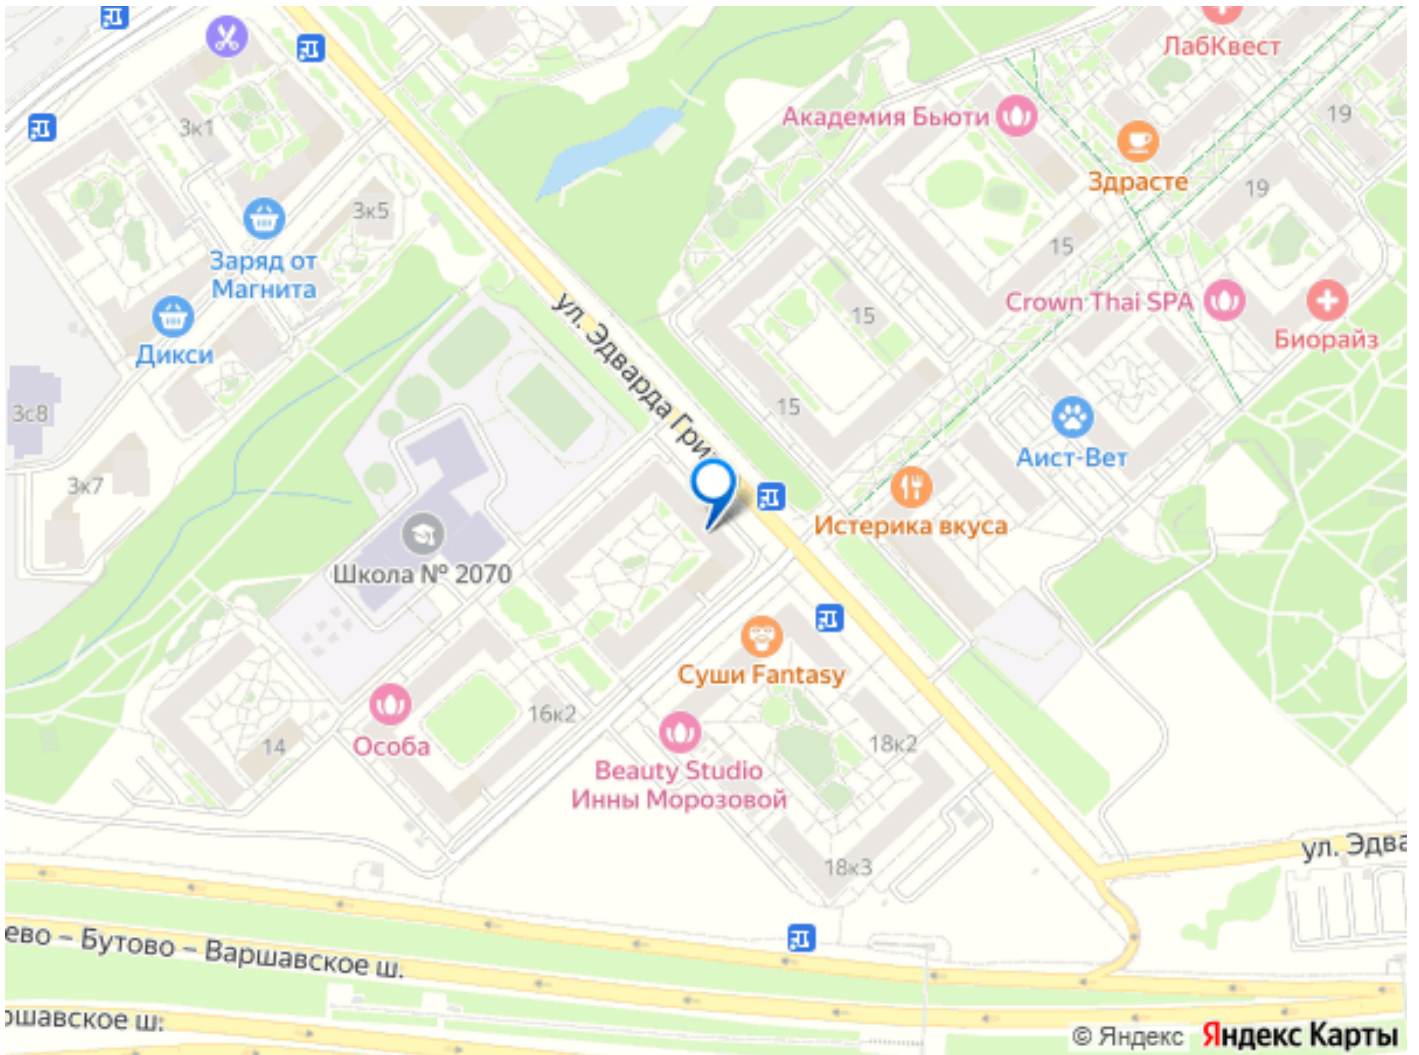 ЛабКвест
Академия Бьюти
19
3к1
Здрасте
19
3к5
15
Заряд от
Магнита
Crown Thai SPA
15
Биорайз
Дикси
ул. Эдварда Гри
15
3с8
Аист-Вет
3к7
Истерика вкуса
Школа № 2070
Суши Fantasy
16к2
14
Особа
18к2
Beauty Studio
Инны Морозовой
ул. Эдва
18к3
ево – Бутово – Варшавское ш.
ршавское ш.
© Яндекс Яндекс Карты